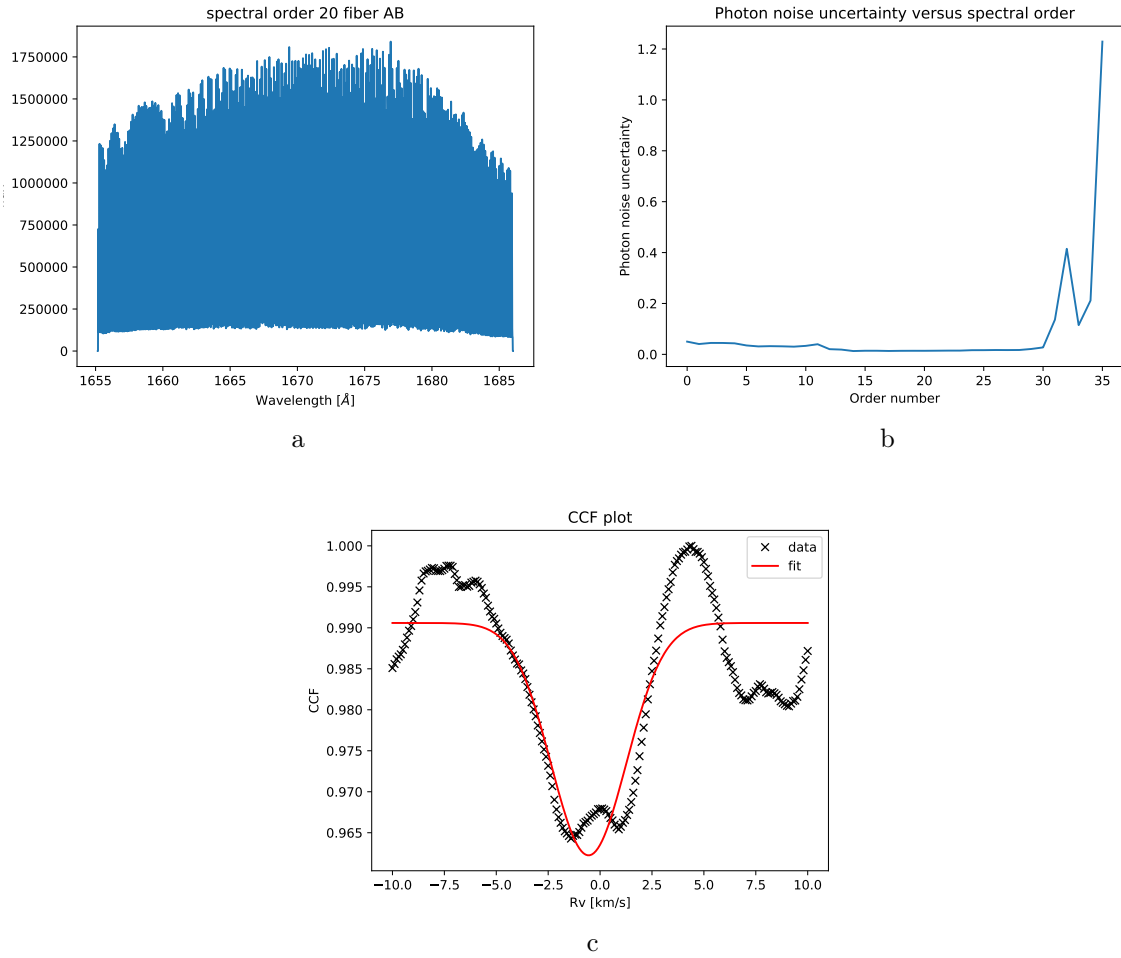 spectral order 20 fiber AB
1750000
1500000
1250000
1000000
750000
500000
250000
0
1655 1660 1665 1670 1675 1680 1685
Wavelength [Å]
a
Photon noise uncertainty versus spectral order
Photon noise uncertainty
1.2
1.0
0.8
0.6
0.4
0.2
0.0
0 5 10 15 20 25 30 35
Order number
b
CCF plot
CCF
1.000
0.995
0.990
0.985
0.980
0.975
0.970
0.965
data
fit
−10.0 −7.5 −5.0 −2.5 0.0 2.5 5.0 7.5 10.0
Rv [km/s]
c